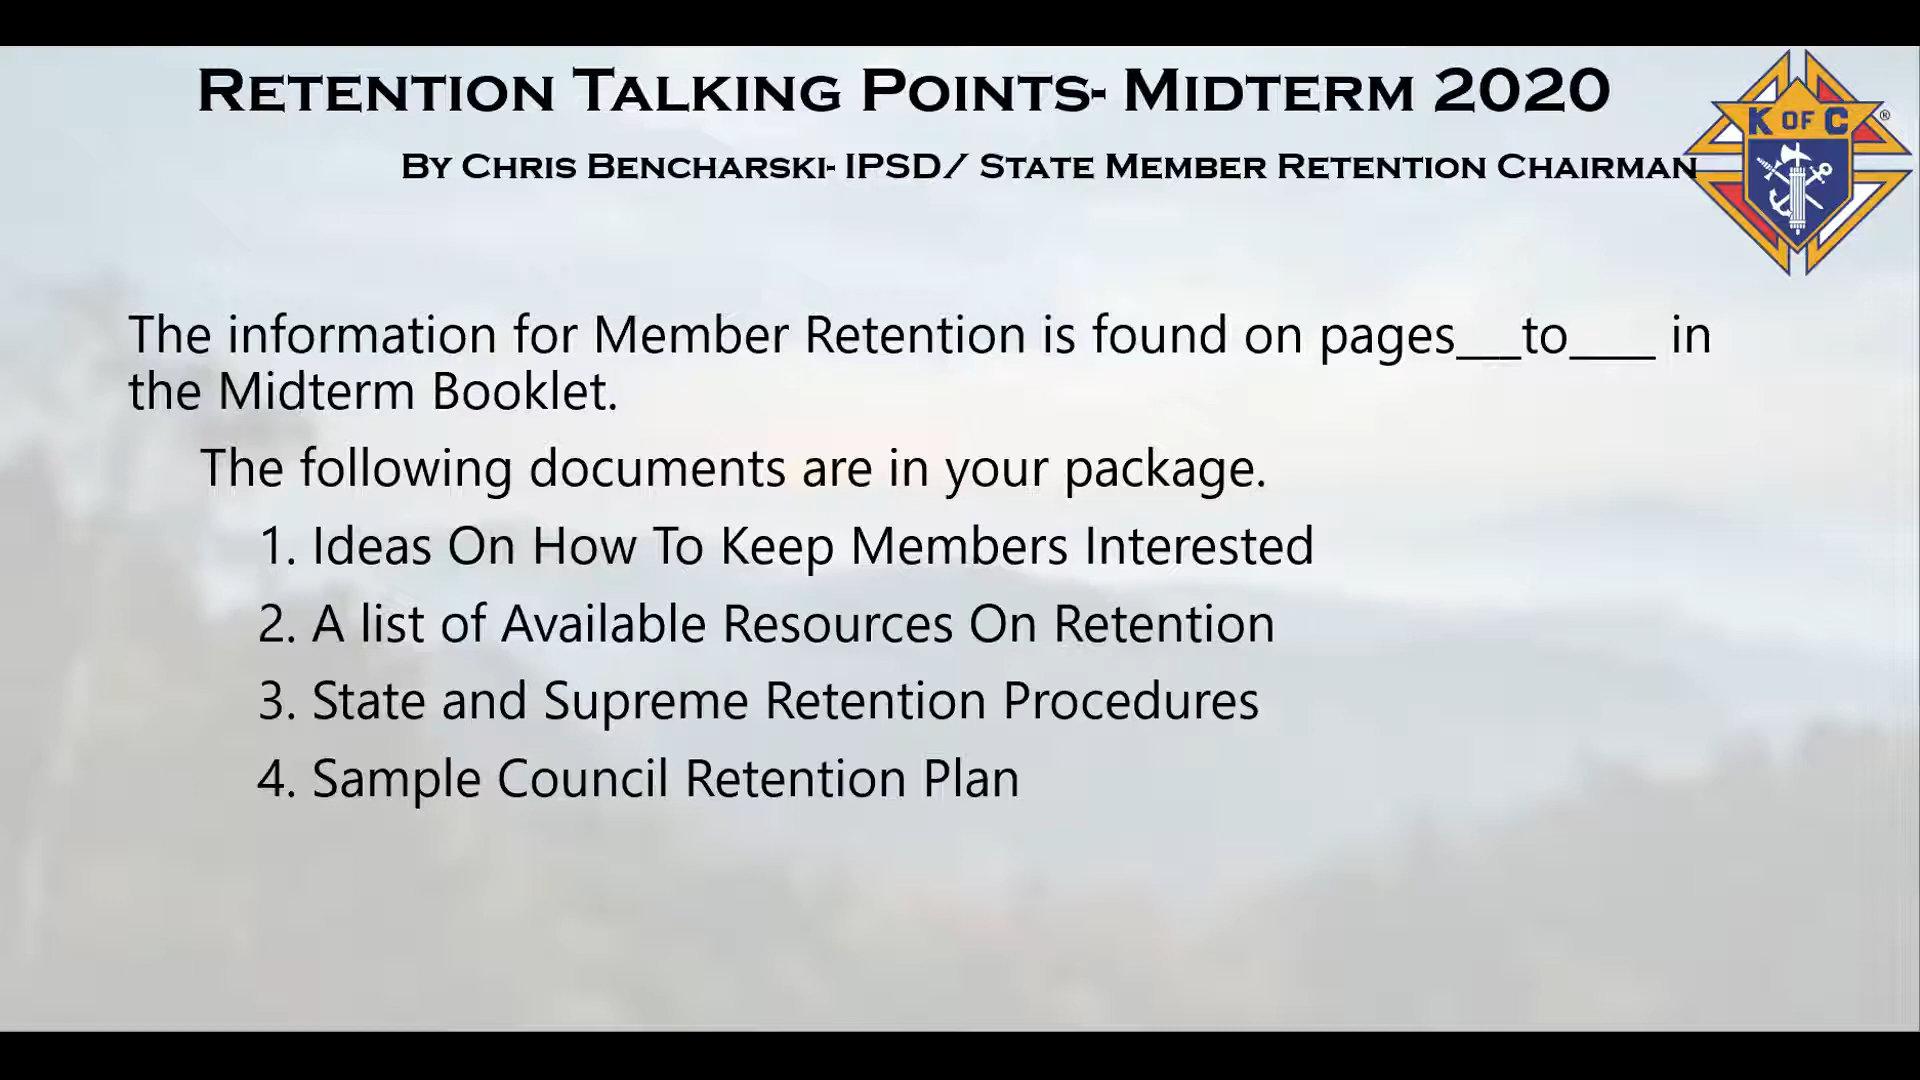 RETENTION TALKING POINTS- MIDTERM 2020
BY CHRIS BENCHARSKI- IPSD/ STATE MEMBER RETENTION CHAIRMAN
K OF C ®
The information for Member Retention is found on pages___to____ in
the Midterm Booklet.
The following documents are in your package.
1. Ideas On How To Keep Members Interested
2. A list of Available Resources On Retention
3. State and Supreme Retention Procedures
4. Sample Council Retention Plan